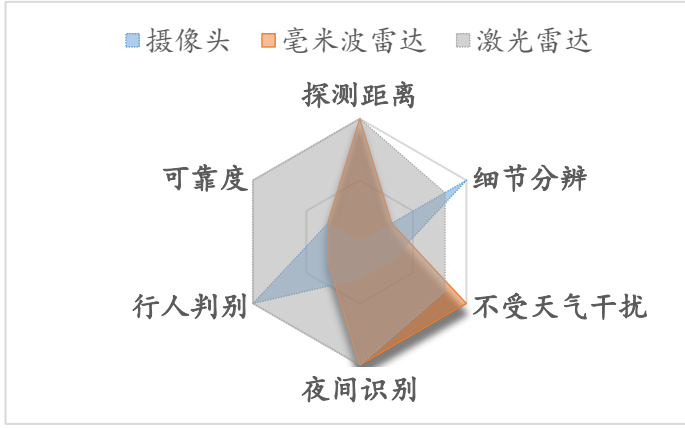 摄像头 毫米波雷达 激光雷达
探测距离
可靠度 细节分辨
行人判别 不受天气干扰
夜间识别